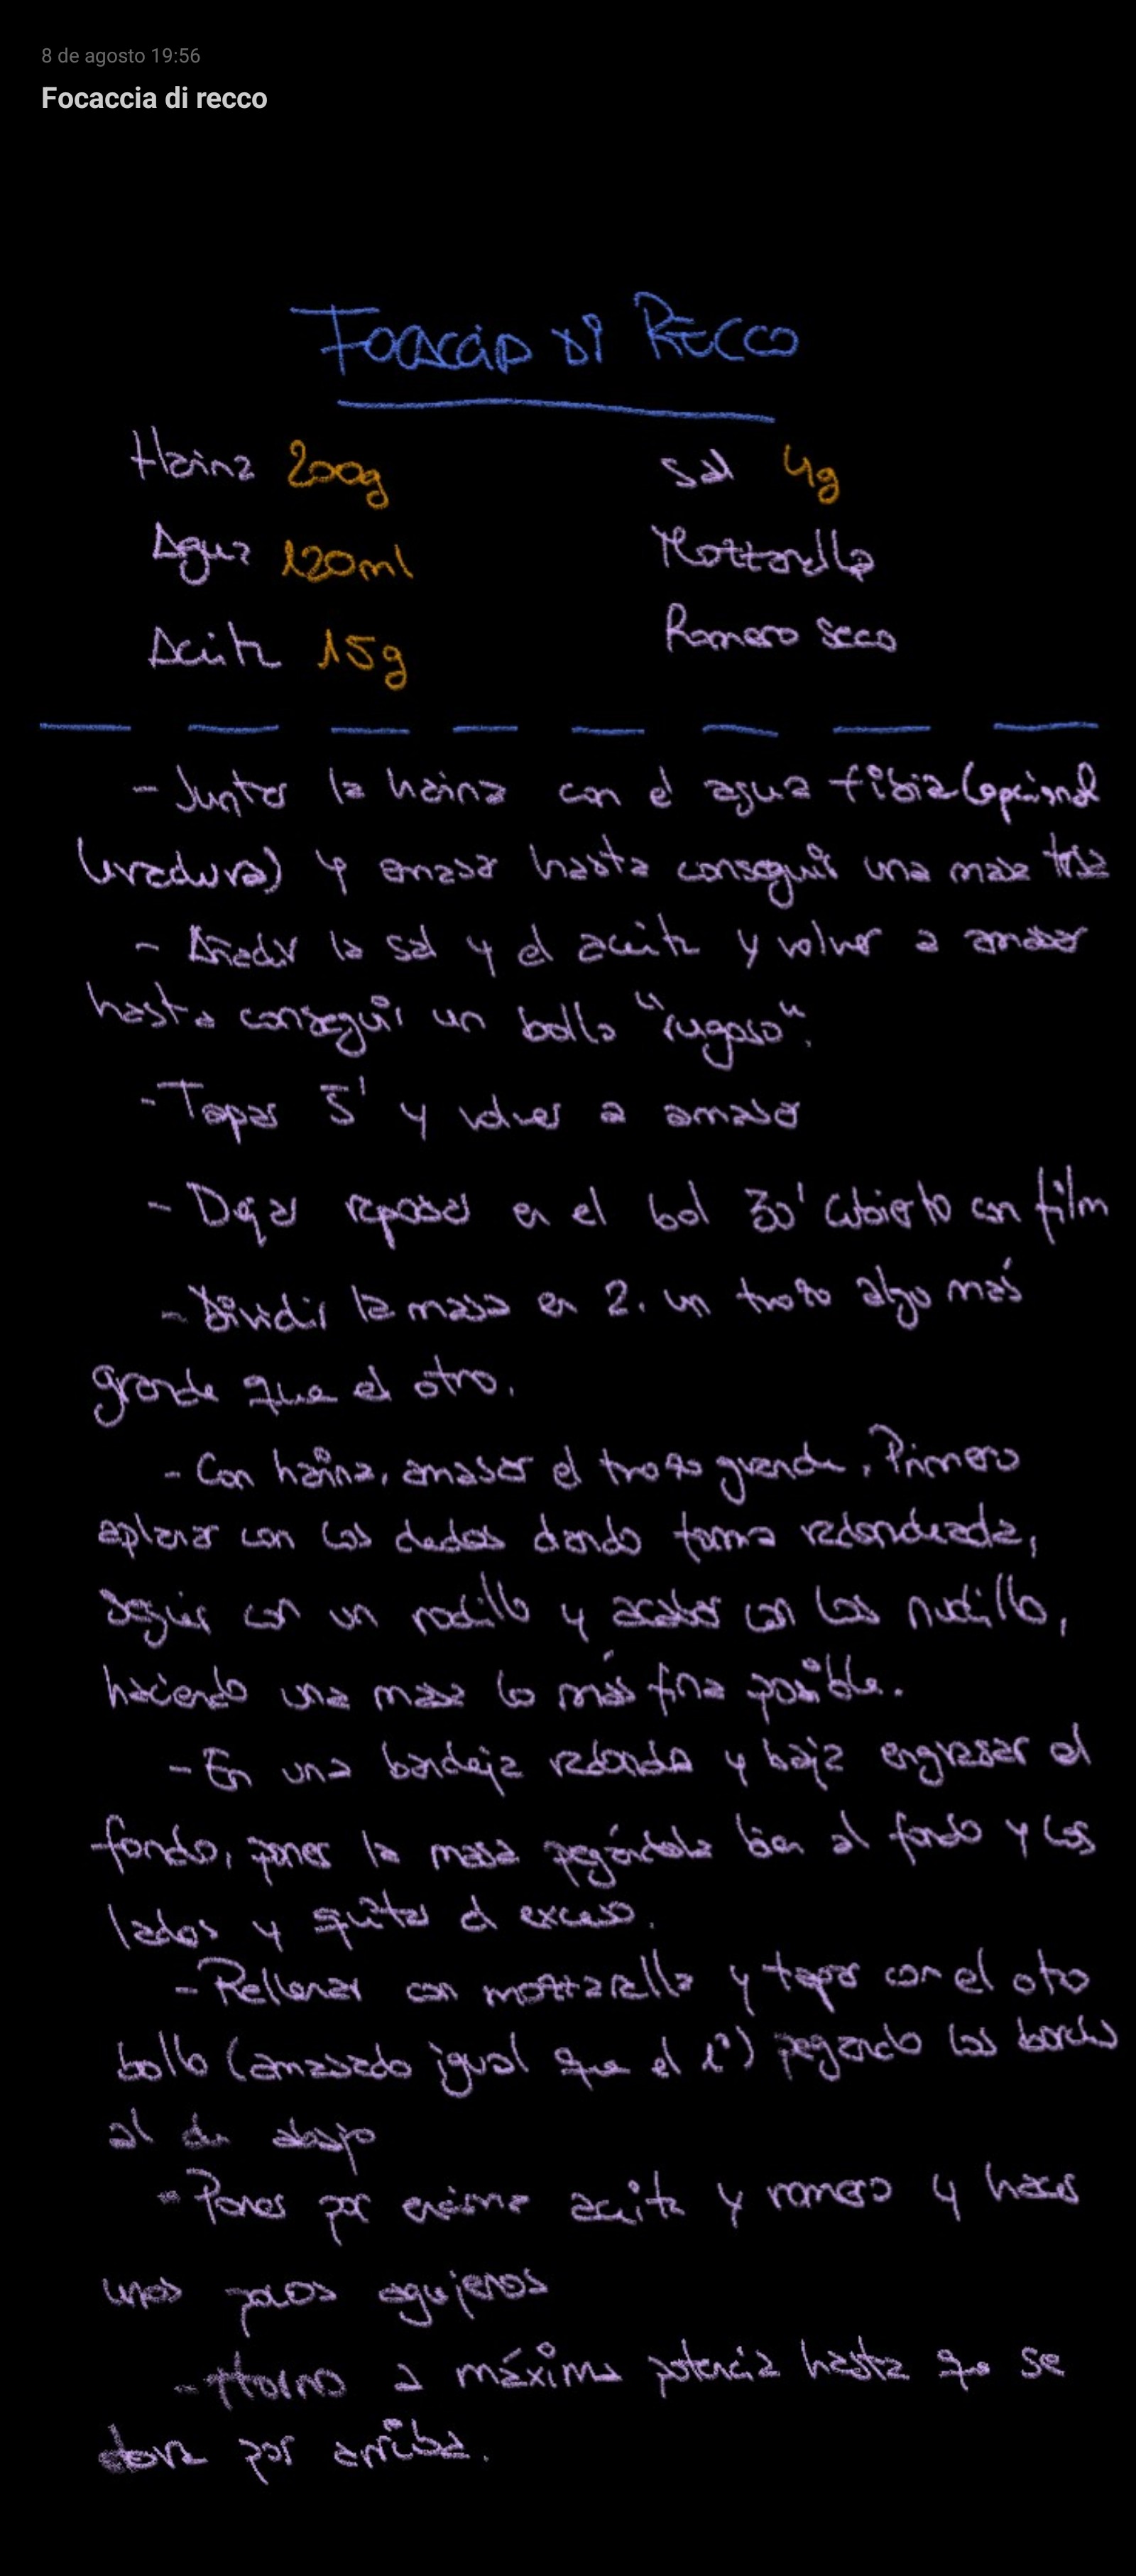 8 de agosto 19:56
Focaccia di recco
FOCACCIA DI RECCO
Harina 200g
Sal 4g
Agua 120ml
Mozzarella
Aceite 15g
Romero seco
- Juntar la harina con el agua tibia (opcional
levadura) y amasar hasta conseguir una masa
- Añadir la sal y el aceite y volver a amasar
hasta conseguir un bollo "rugoso".
- Tapar 5' y volver a amasar
- Dejar reposar en el bol 30' cubierto con film
- Dividir la masa en 2. un trozo algo más
grande que el otro.
- Con harina, amasar el trozo grande. Primero
aplanar con los dedos dando forma redondeada,
seguir con un rodillo y acabar con los nudillo,
haciendo una masa lo más fina posible.
- En una bandeja redonda y baja engrasar el
fondo, poner la masa pegándola bien al fondo y los
lados y quitar el exceso.
- Rellenar con mozzarella y tapar con el otro
bollo (amasado igual que el 1º) pegando los bordes
al de abajo
- Poner por encima aceite y romero y hacer
unos pocos agujeros
- Horno a máxima potencia hasta que se
dore por arriba.